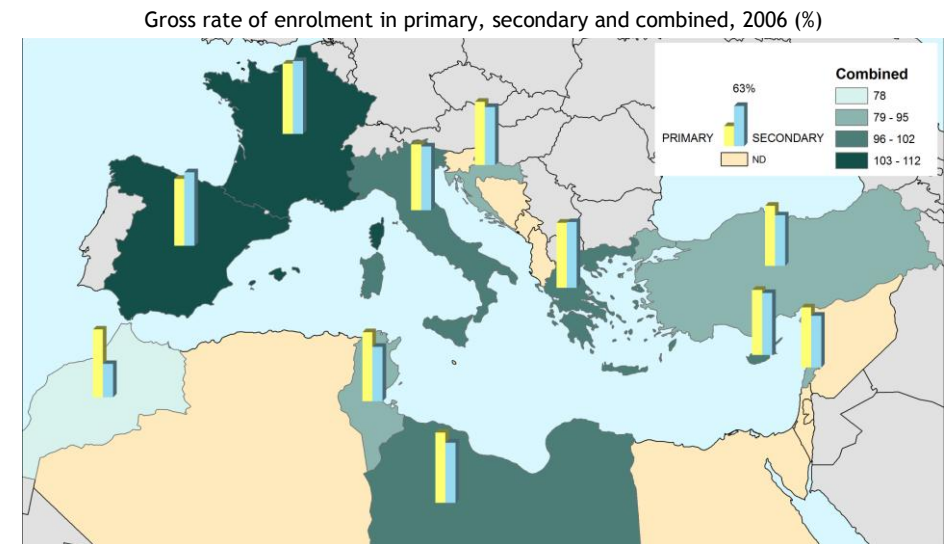 Gross rate of enrolment in primary, secondary and combined, 2006 (%)
63%
PRIMARY SECONDARY
ND
Combined
78
79 - 95
96 - 102
103 - 112